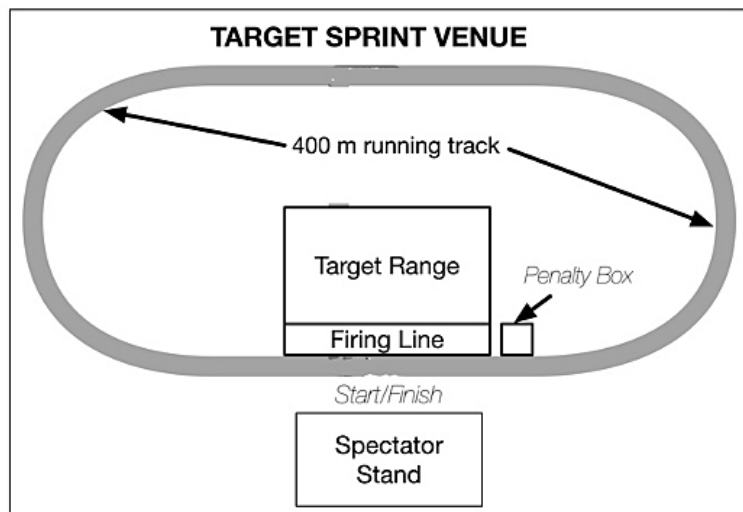 TARGET SPRINT VENUE
400 m running track
Target Range
Penalty Box
Firing Line
Start/Finish
Spectator
Stand